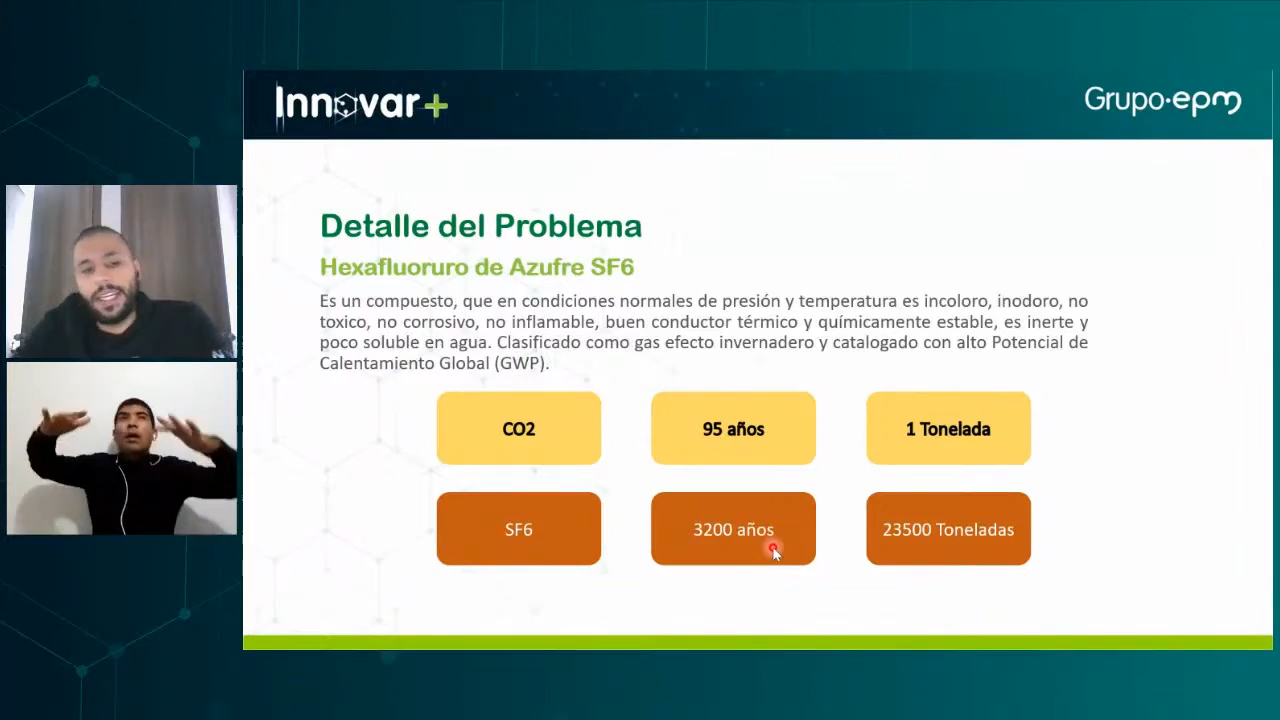 Innovar+
Grupo·epm
Detalle del Problema
Hexafluoruro de Azufre SF6
Es un compuesto, que en condiciones normales de presión y temperatura es incoloro, inodoro, no
toxico, no corrosivo, no inflamable, buen conductor térmico y químicamente estable, es inerte y
poco soluble en agua. Clasificado como gas efecto invernadero y catalogado con alto Potencial de
Calentamiento Global (GWP).
CO2
95 años
1 Tonelada
SF6
3200 años
23500 Toneladas